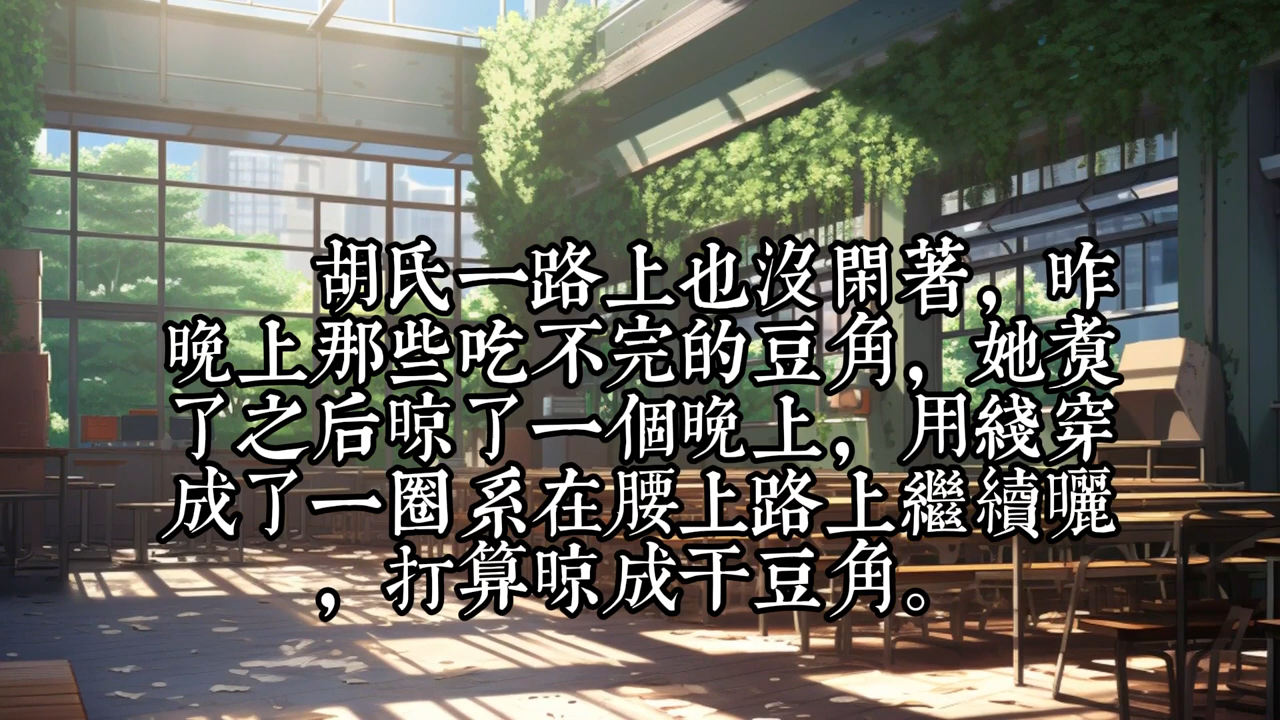 胡氏一路上也沒閑著，昨
晚上那些吃不完的豆角，她煮
了之后晾了一個晚上，用綫穿
成了一圈系在腰上路上繼續曬
，打算晾成干豆角。